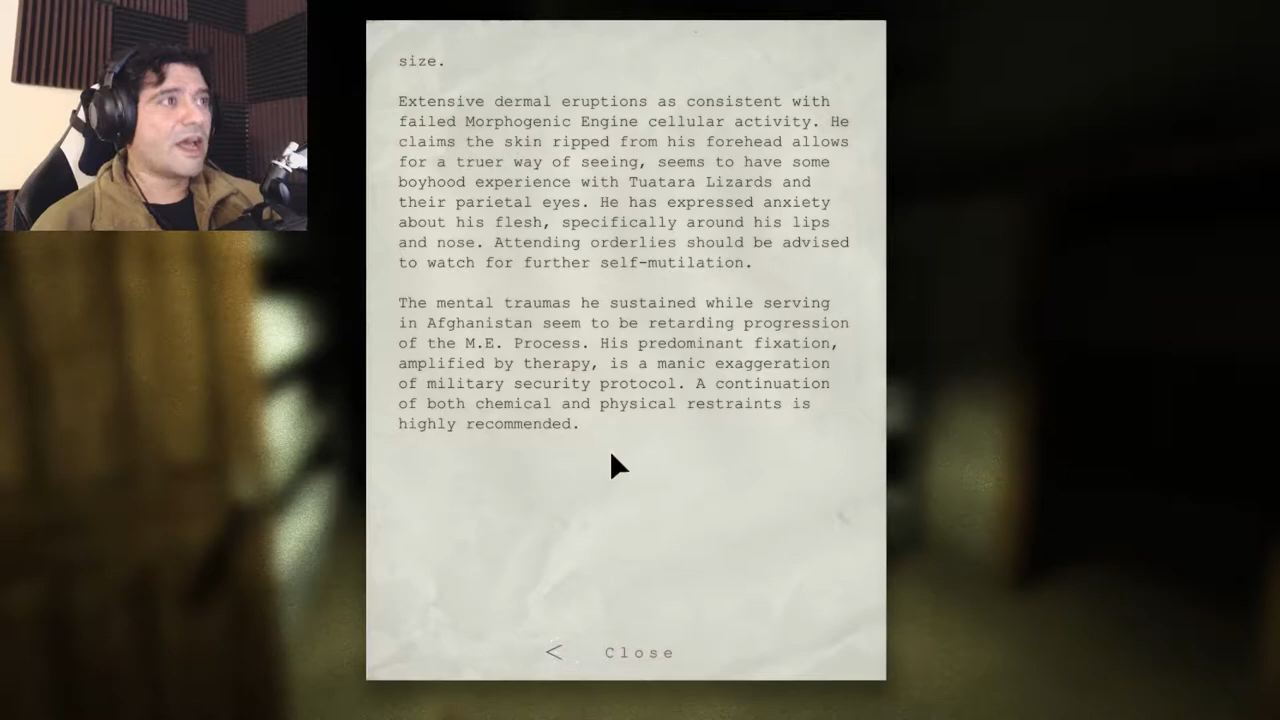 size.
Extensive dermal eruptions as consistent with
failed Morphogenic Engine cellular activity. He
claims the skin ripped from his forehead allows
for a truer way of seeing, seems to have some
boyhood experience with Tuatara Lizards and
their parietal eyes. He has expressed anxiety
about his flesh, specifically around his lips
and nose. Attending orderlies should be advised
to watch for further self-mutilation.
The mental traumas he sustained while serving
in Afghanistan seem to be retarding progression
of the M.E. Process. His predominant fixation,
amplified by therapy, is a manic exaggeration
of military security protocol. A continuation
of both chemical and physical restraints is
highly recommended.
< Close